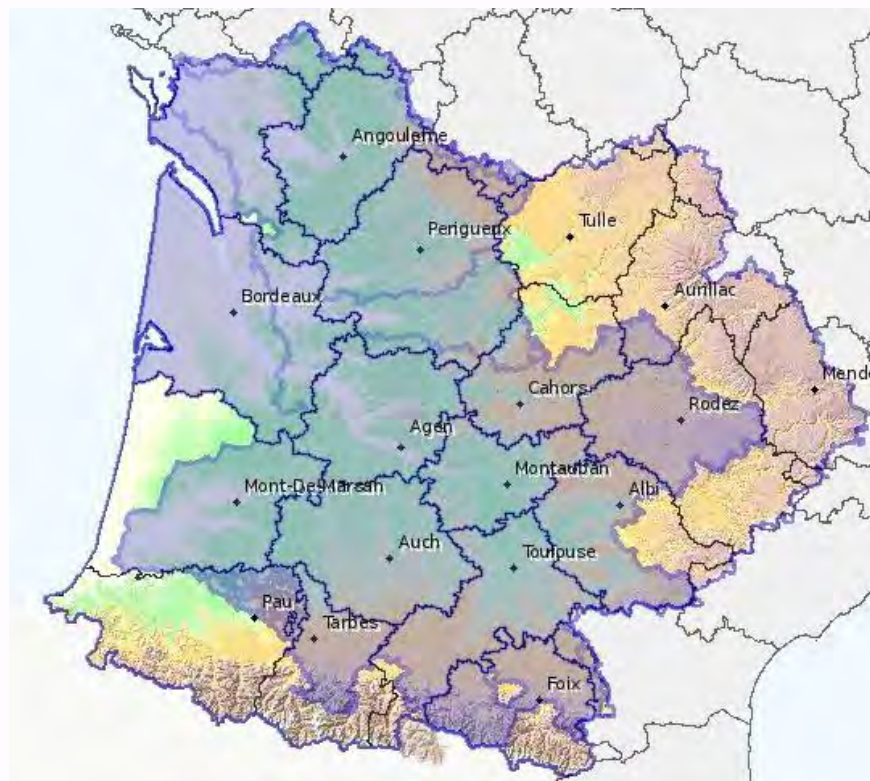 Angouleme
Perigueux
Tulle
Bordeaux
Aurillac
Cahors
Mende
Rodez
Agen
Mont-De-Marsan
Montauban
Albi
Auch
Toulouse
Pau
Tarbes
Foix